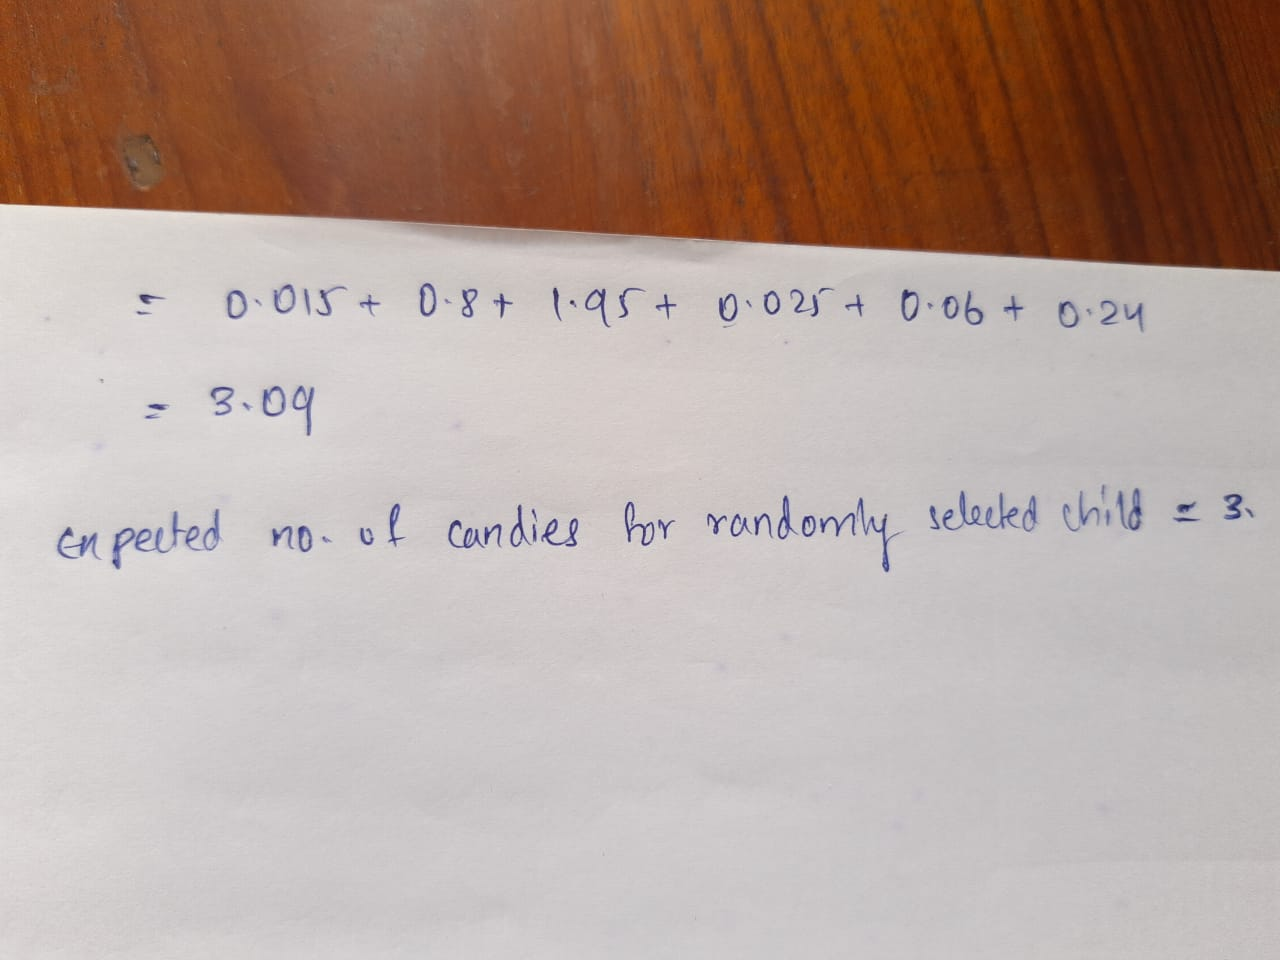 = 0.015 + 0.8 + 1.95 + 0.025 + 0.06 + 0.24
= 3.09
Expected no. of candies for randomly selected child = 3.